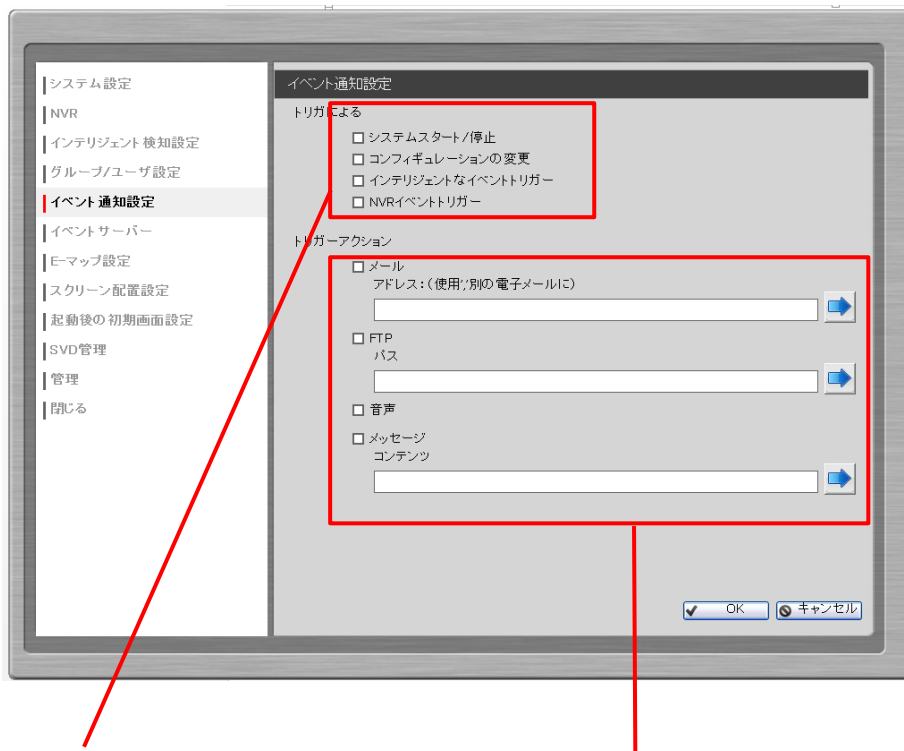 システム設定
NVR
インテリジェント検知設定
グループ/ユーザ設定
イベント通知設定
イベントサーバー
E-マップ設定
スクリーン配置設定
起動後の初期画面設定
SVD管理
管理
閉じる
イベント通知設定
トリガによる
システムスタート/停止
コンフィギュレーションの変更
インテリジェントなイベントトリガー
NVRイベントトリガー
トリガーアクション
メール
アドレス:(使用';'別の電子メールに)
FTP
パス
音声
メッセージ
コンテンツ
OK
キャンセル